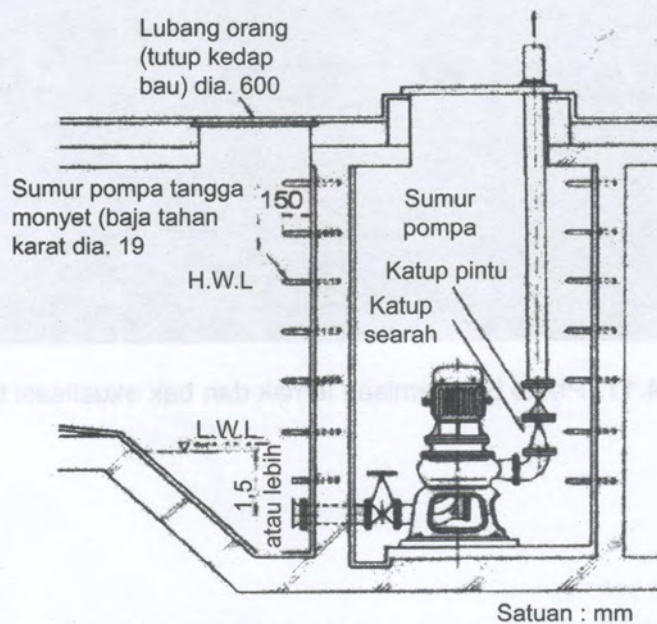 Lubang orang
(tutup kedap
bau) dia. 600
Sumur pompa tangga
monyet (baja tahan
karat dia. 19
150
H.W.L
Sumur
pompa
Katup pintu
Katup
searah
L.W.L.
1,5
atau lebih
Satuan : mm